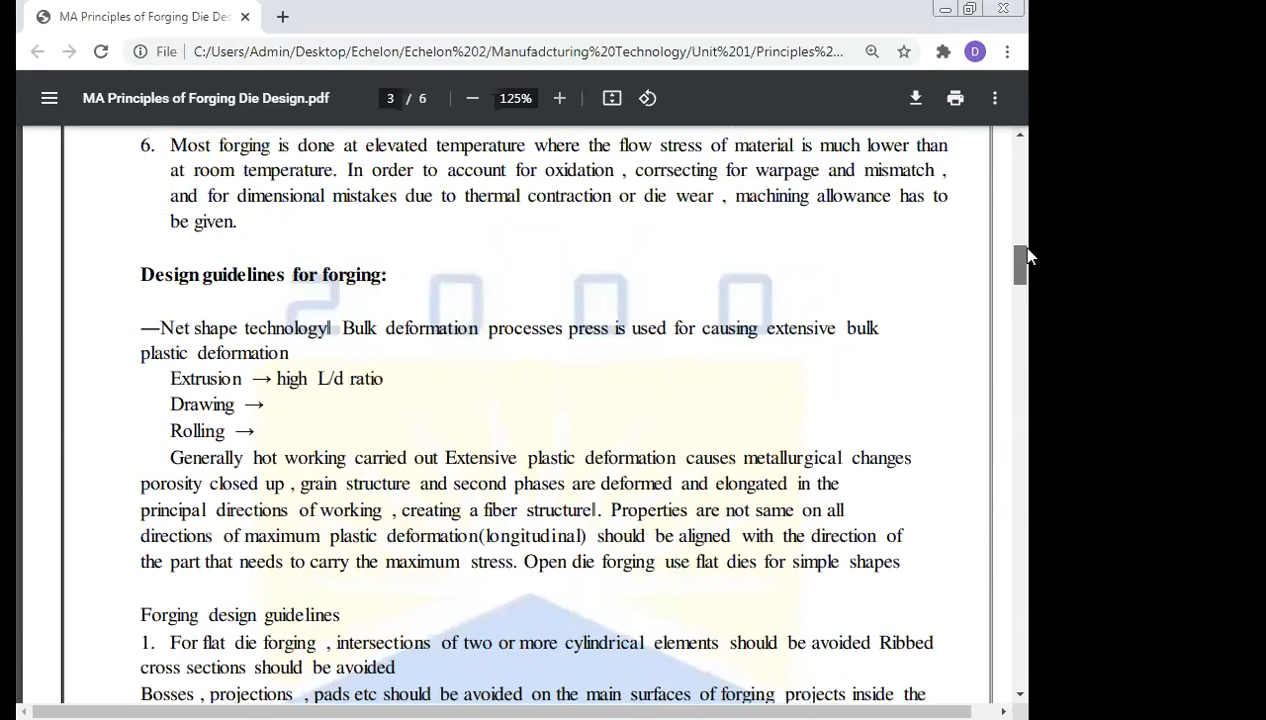 MA Principles of Forging Die De
File C:/Users/Admin/Desktop/Echelon/Echelon%202/Manufadcturing%20Technology/Unit%201/Principles%2... D
MA Principles of Forging Die Design.pdf 3 / 6 125%
6. Most forging is done at elevated temperature where the flow stress of material is much lower than
at room temperature. In order to account for oxidation , corrsecting for warpage and mismatch ,
and for dimensional mistakes due to thermal contraction or die wear , machining allowance has to
be given.
Design guidelines for forging:
2 0 0 0
―Net shape technology‖ Bulk deformation processes press is used for causing extensive bulk
plastic deformation
Extrusion → high L/d ratio
Drawing →
Rolling →
Generally hot working carried out Extensive plastic deformation causes metallurgical changes
porosity closed up , grain structure and second phases are deformed and elongated in the
principal directions of working , creating a fiber structure‖. Properties are not same on all
directions of maximum plastic deformation(longitudinal) should be aligned with the direction of
the part that needs to carry the maximum stress. Open die forging use flat dies for simple shapes
Forging design guidelines
1. For flat die forging , intersections of two or more cylindrical elements should be avoided Ribbed
cross sections should be avoided
Bosses , projections , pads etc should be avoided on the main surfaces of forging projects inside the